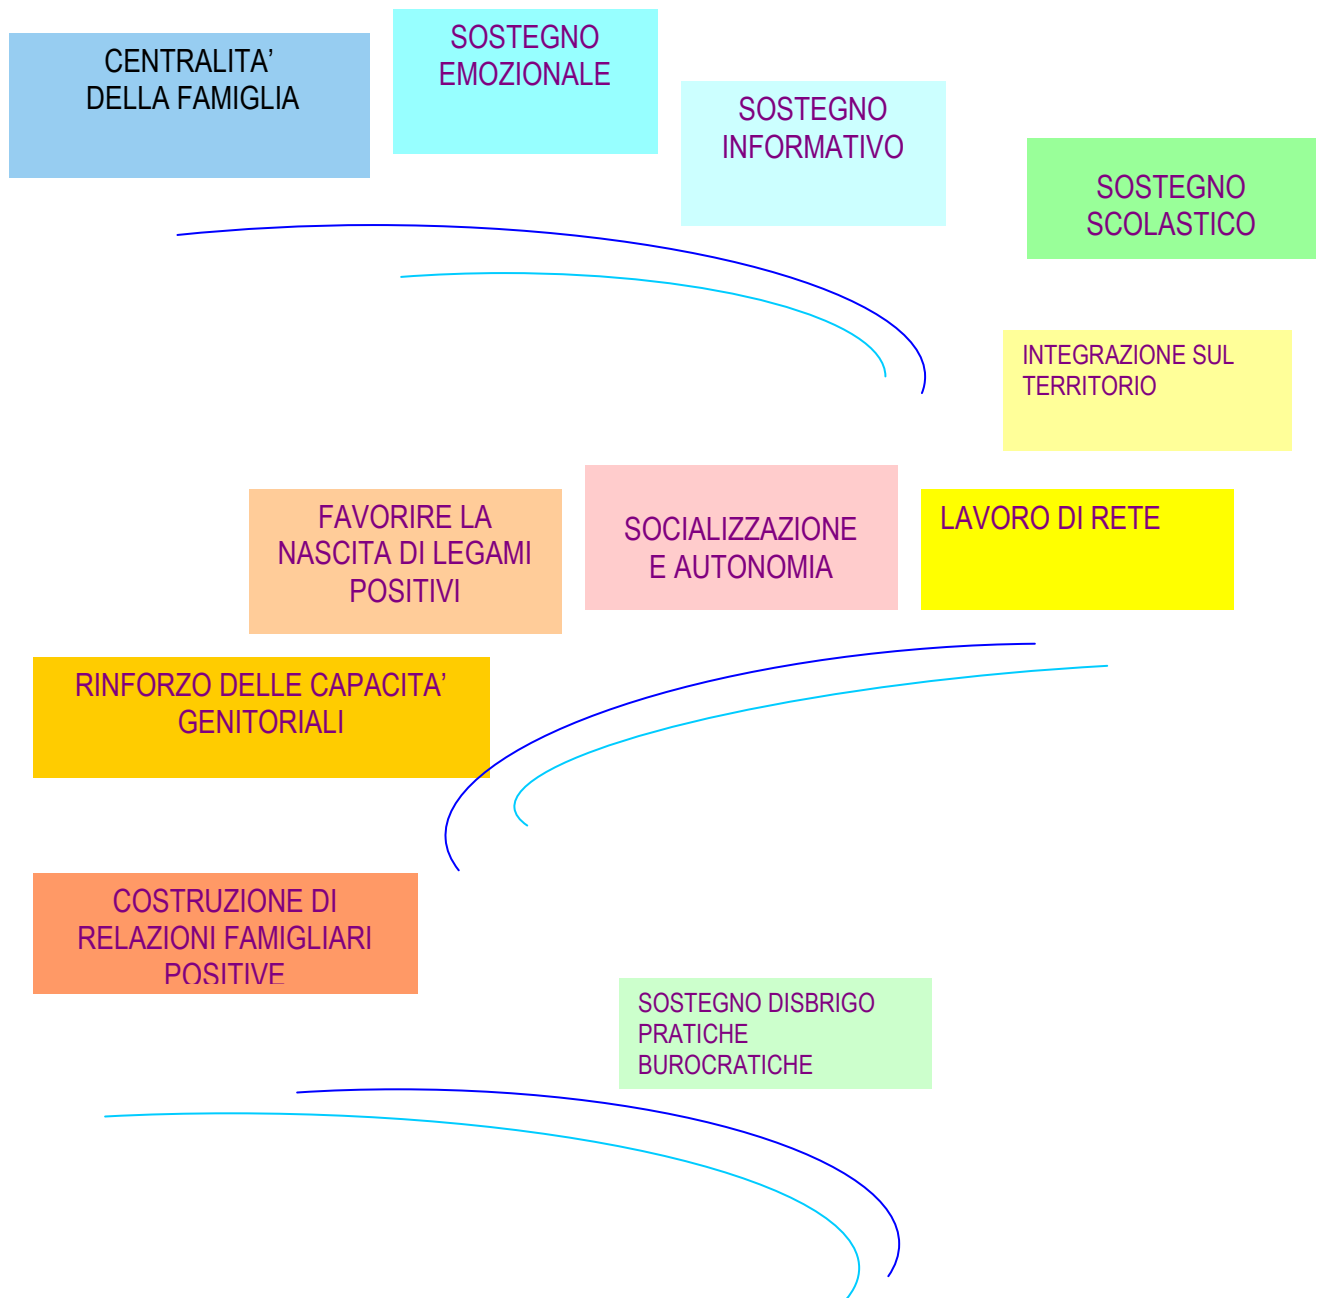 CENTRALITA’
DELLA FAMIGLIA
SOSTEGNO
EMOZIONALE
SOSTEGNO
INFORMATIVO
SOSTEGNO
SCOLASTICO
INTEGRAZIONE SUL
TERRITORIO
LAVORO DI RETE
SOCIALIZZAZIONE
E AUTONOMIA
FAVORIRE LA
NASCITA DI LEGAMI
POSITIVI
RINFORZO DELLE CAPACITA’
GENITORIALI
COSTRUZIONE DI
RELAZIONI FAMIGLIARI
POSITIVE
SOSTEGNO DISBRIGO
PRATICHE
BUROCRATICHE